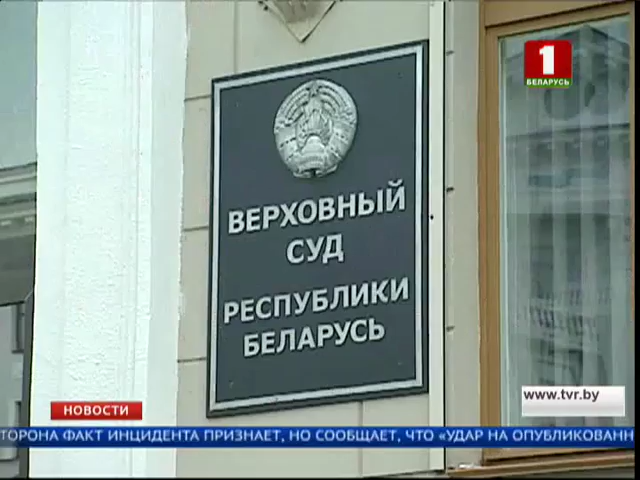 1
БЕЛАРУСЬ
ВЕРХОВНЫЙ
СУД
РЕСПУБЛИКИ
БЕЛАРУСЬ
www.tvr.by
НОВОСТИ
ТОРОНА ФАКТ ИНЦИДЕНТА ПРИЗНАЕТ, НО СООБЩАЕТ, ЧТО «УДАР НА ОПУБЛИКОВАНН